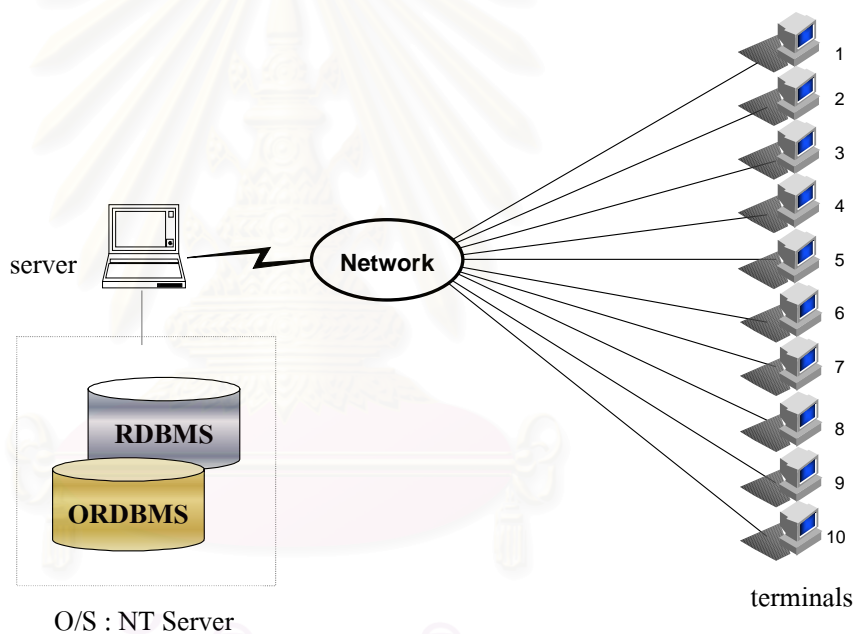 1
2
3
4
server
Network
5
6
7
RDBMS
8
ORDBMS
9
10
terminals
O/S : NT Server